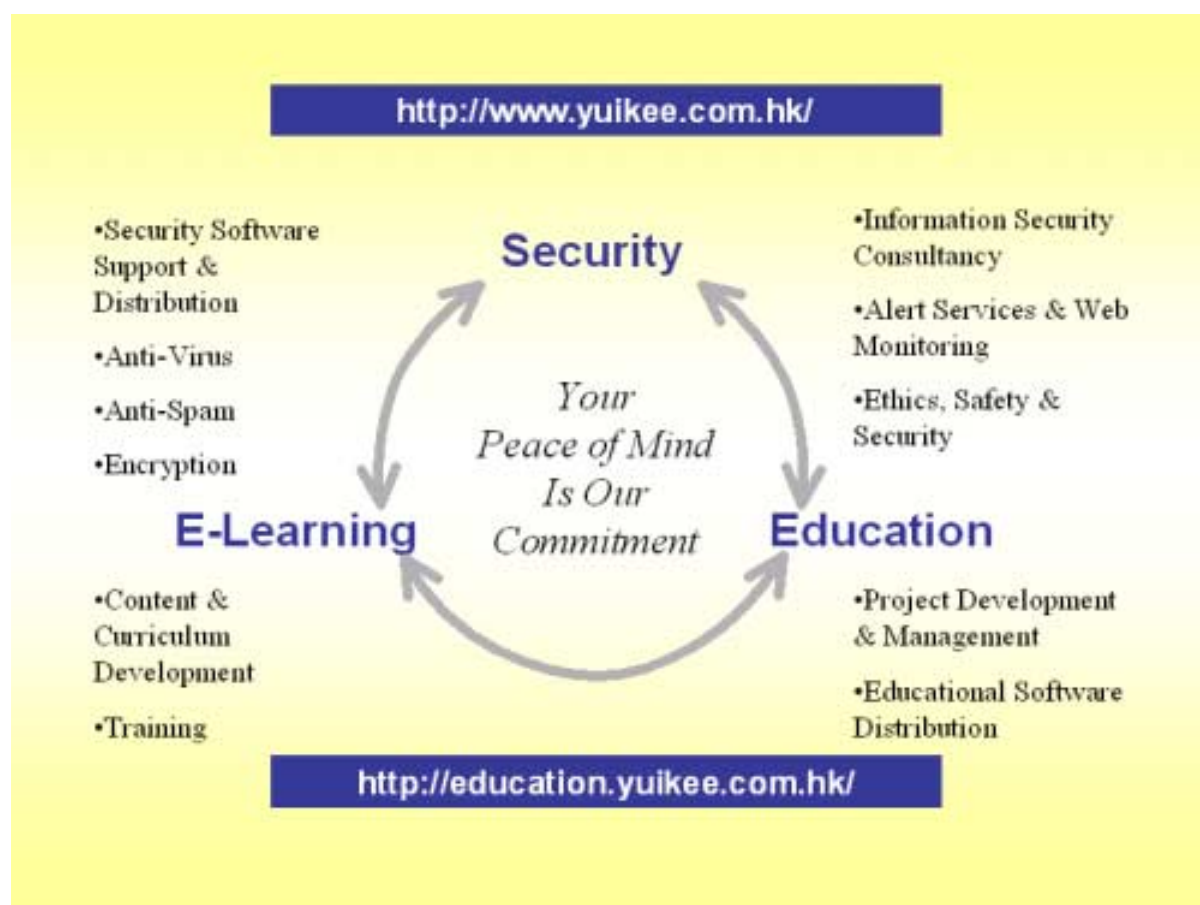 http://www.yuikee.com.hk/
•Security Software
Support &
Distribution
•Anti-Virus
•Anti-Spam
•Encryption
Security
•Information Security
Consultancy
•Alert Services & Web
Monitoring
•Ethics, Safety &
Security
Your
Peace of Mind
Is Our
Commitment
E-Learning
Education
•Content &
Curriculum
Development
•Training
•Project Development
& Management
•Educational Software
Distribution
http://education.yuikee.com.hk/